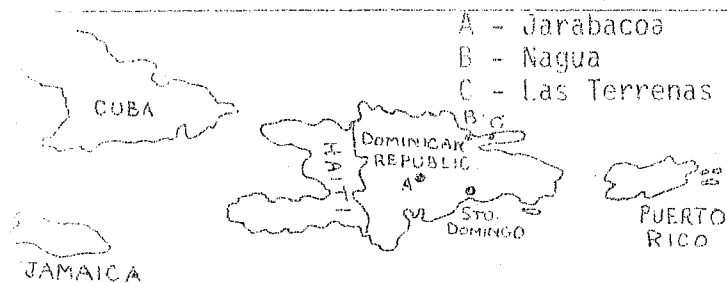 A - Jarabacoa
B - Nagua
C - Las Terrenas
CUBA
B
C
DOMINICAN
REPUBLIC
HAITI
A
STO.
DOMINGO
PUERTO
RICO
JAMAICA